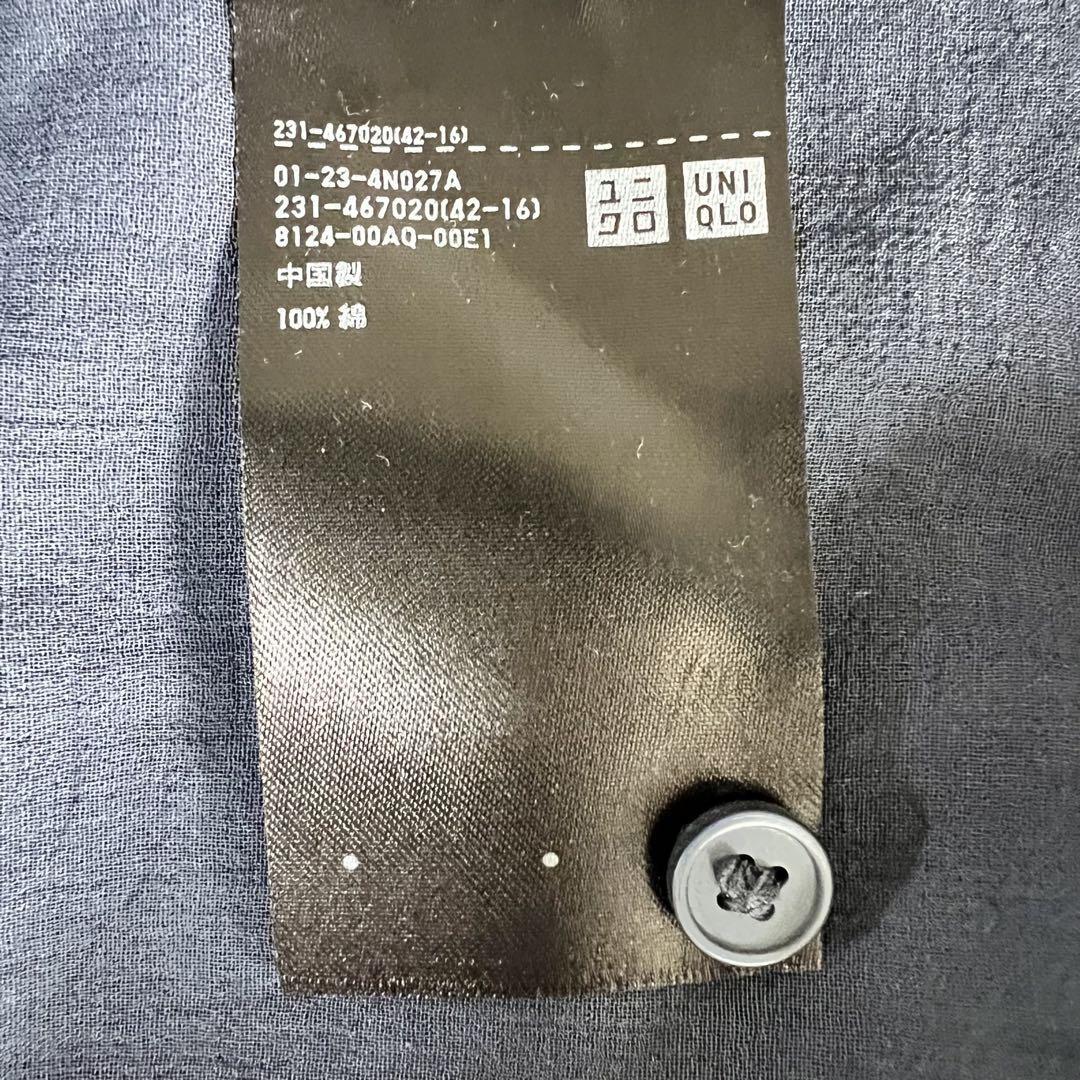 231-467020(42-16)
01-23-4N027A
231-467020(42-16)
8124-00AQ-00E1
中国製
100% 綿
ユニ
クロ
UNI
QLO